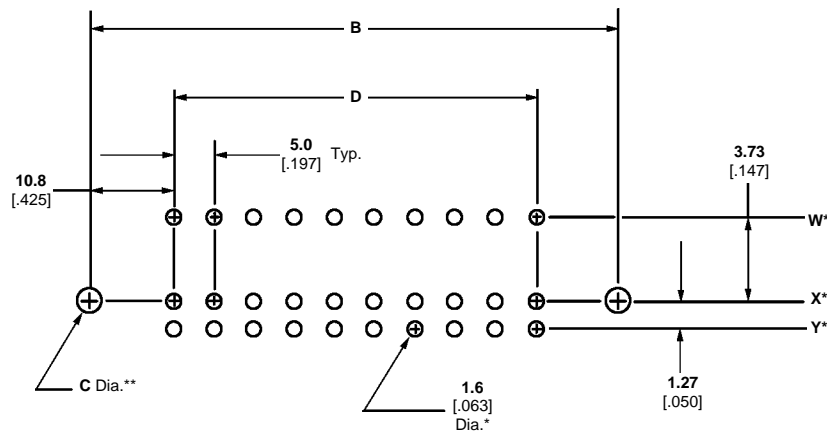 B
D
5.0
[.197]
Typ.
3.73
[.147]
10.8
[.425]
W*
X*
Y*
C Dia.**
1.6
[.063]
Dia.*
1.27
[.050]